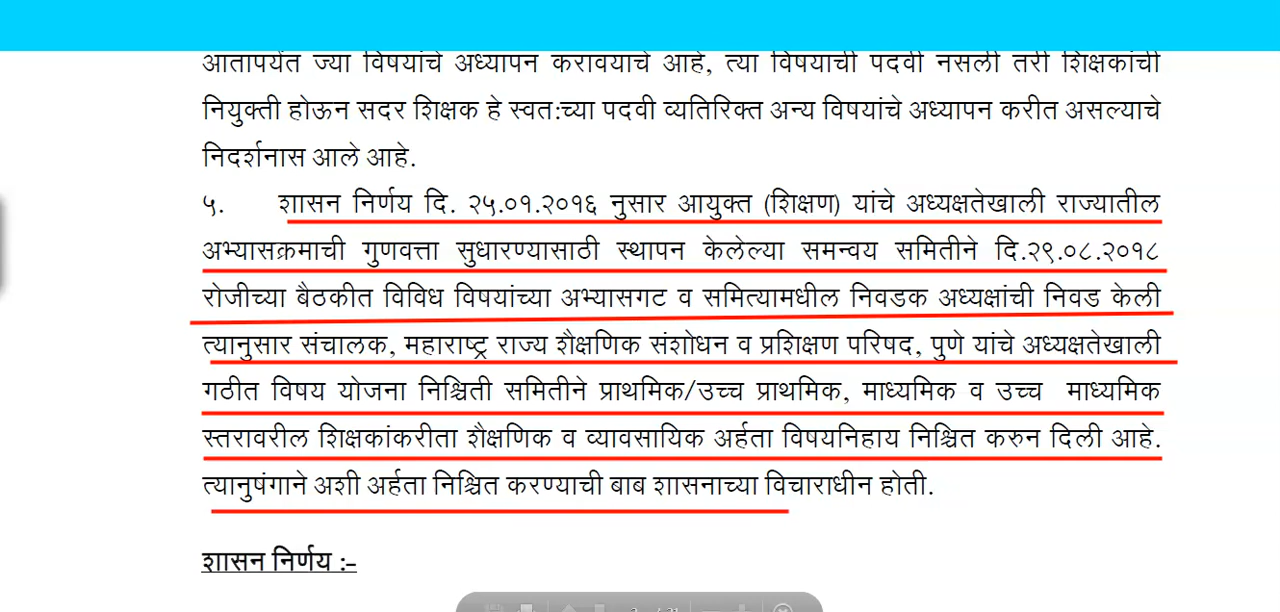 आतापर्यंत ज्या विषयांचे अध्यापन करावयाचे आहे, त्या विषयाची पदवी नसली तरी शिक्षकांची
नियुक्ती होऊन सदर शिक्षक हे स्वत:च्या पदवी व्यतिरिक्त अन्य विषयांचे अध्यापन करीत असल्याचे
निदर्शनास आले आहे.
५. शासन निर्णय दि. २५.०१.२०१६ नुसार आयुक्त (शिक्षण) यांचे अध्यक्षतेखाली राज्यातील
अभ्यासक्रमाची गुणवत्ता सुधारण्यासाठी स्थापन केलेल्या समन्वय समितीने दि.२९.०८.२०१८
रोजीच्या बैठकीत विविध विषयांच्या अभ्यासगट व समित्यामधील निवडक अध्यक्षांची निवड केली
त्यानुसार संचालक, महाराष्ट्र राज्य शैक्षणिक संशोधन व प्रशिक्षण परिषद, पुणे यांचे अध्यक्षतेखाली
गठीत विषय योजना निश्चिती समितीने प्राथमिक/उच्च प्राथमिक, माध्यमिक व उच्च माध्यमिक
स्तरावरील शिक्षकांकरीता शैक्षणिक व व्यावसायिक अर्हता विषयनिहाय निश्चित करुन दिली आहे.
त्यानुषंगाने अशी अर्हता निश्चित करण्याची बाब शासनाच्या विचाराधीन होती.
शासन निर्णय :-